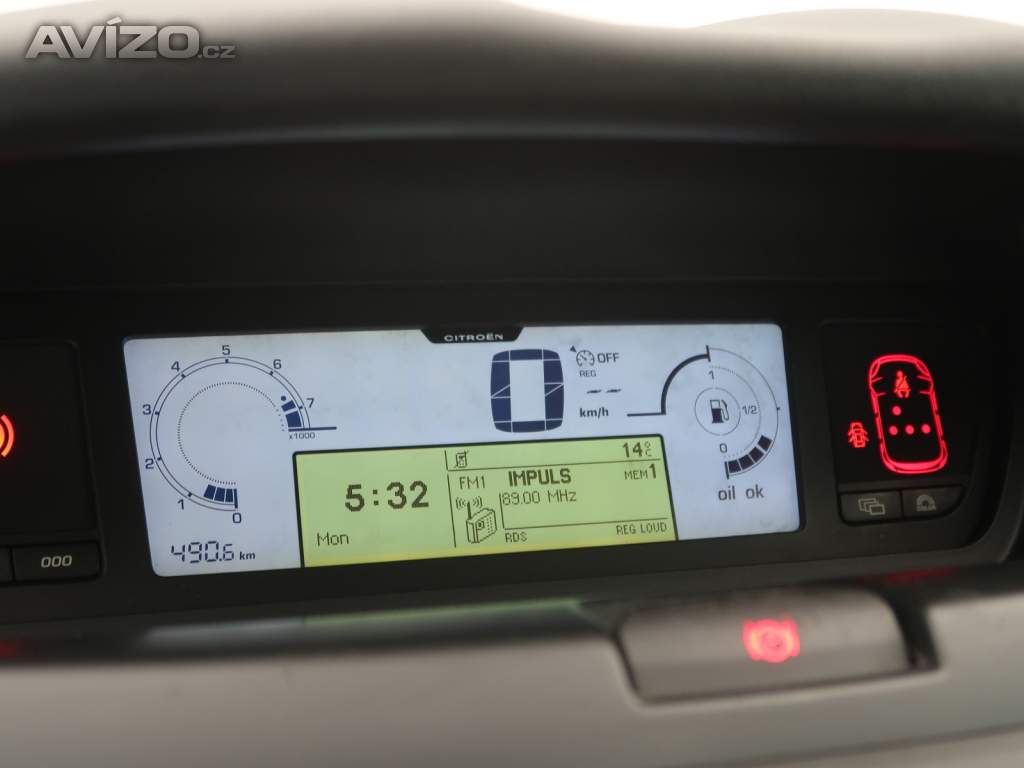 AVÍZO.cz
CITROËN
5
4
6
3
7
x1000
2
1
0
0
OFF
REG
-- --
km/h
1
1/2
0
oil ok
490.6 km
5:32
Mon
14°C
FM1 IMPULS MEM1
89.00 MHz
RDS REG LOUD
000